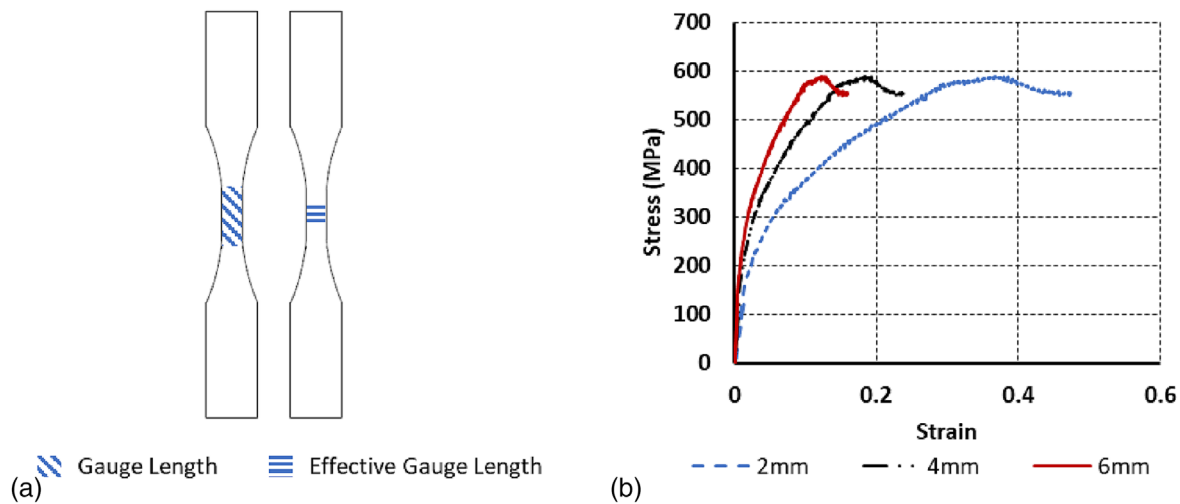 Gauge Length
Effective Gauge Length
(a)
700
600
500
400
300
200
100
0
Stress (MPa)
0
0.2
0.4
0.6
Strain
2mm
4mm
6mm
(b)